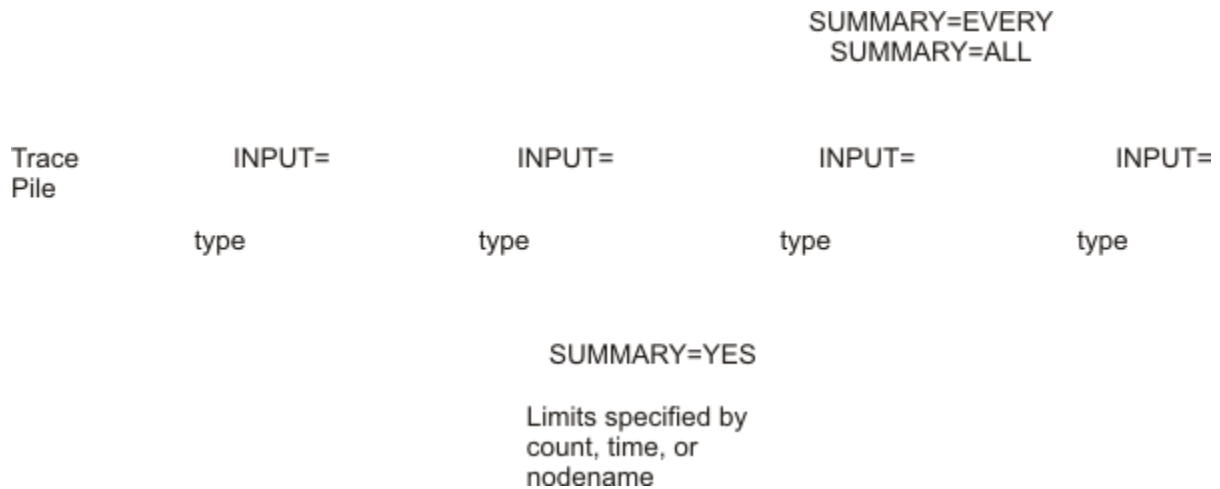 SUMMARY=EVERY
SUMMARY=ALL
Trace
Pile
INPUT=
INPUT=
INPUT=
INPUT=
type
type
type
type
SUMMARY=YES
Limits specified by
count, time, or
nodename